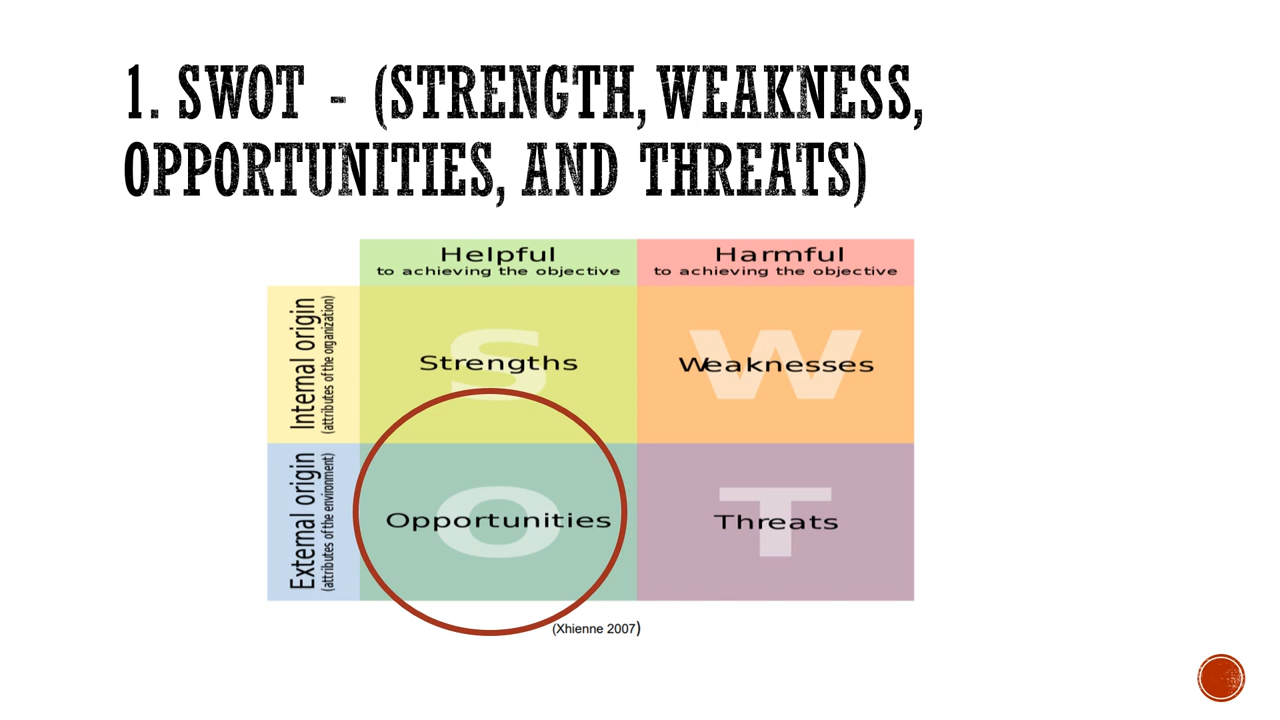 1. SWOT - (STRENGTH, WEAKNESS,
OPPORTUNITIES, AND THREATS)
Helpful
to achieving the objective
Harmful
to achieving the objective
Internal origin
(attributes of the organization)
S
Strengths
W
Weaknesses
External origin
(attributes of the environment)
O
Opportunities
T
Threats
(Xhienne 2007)